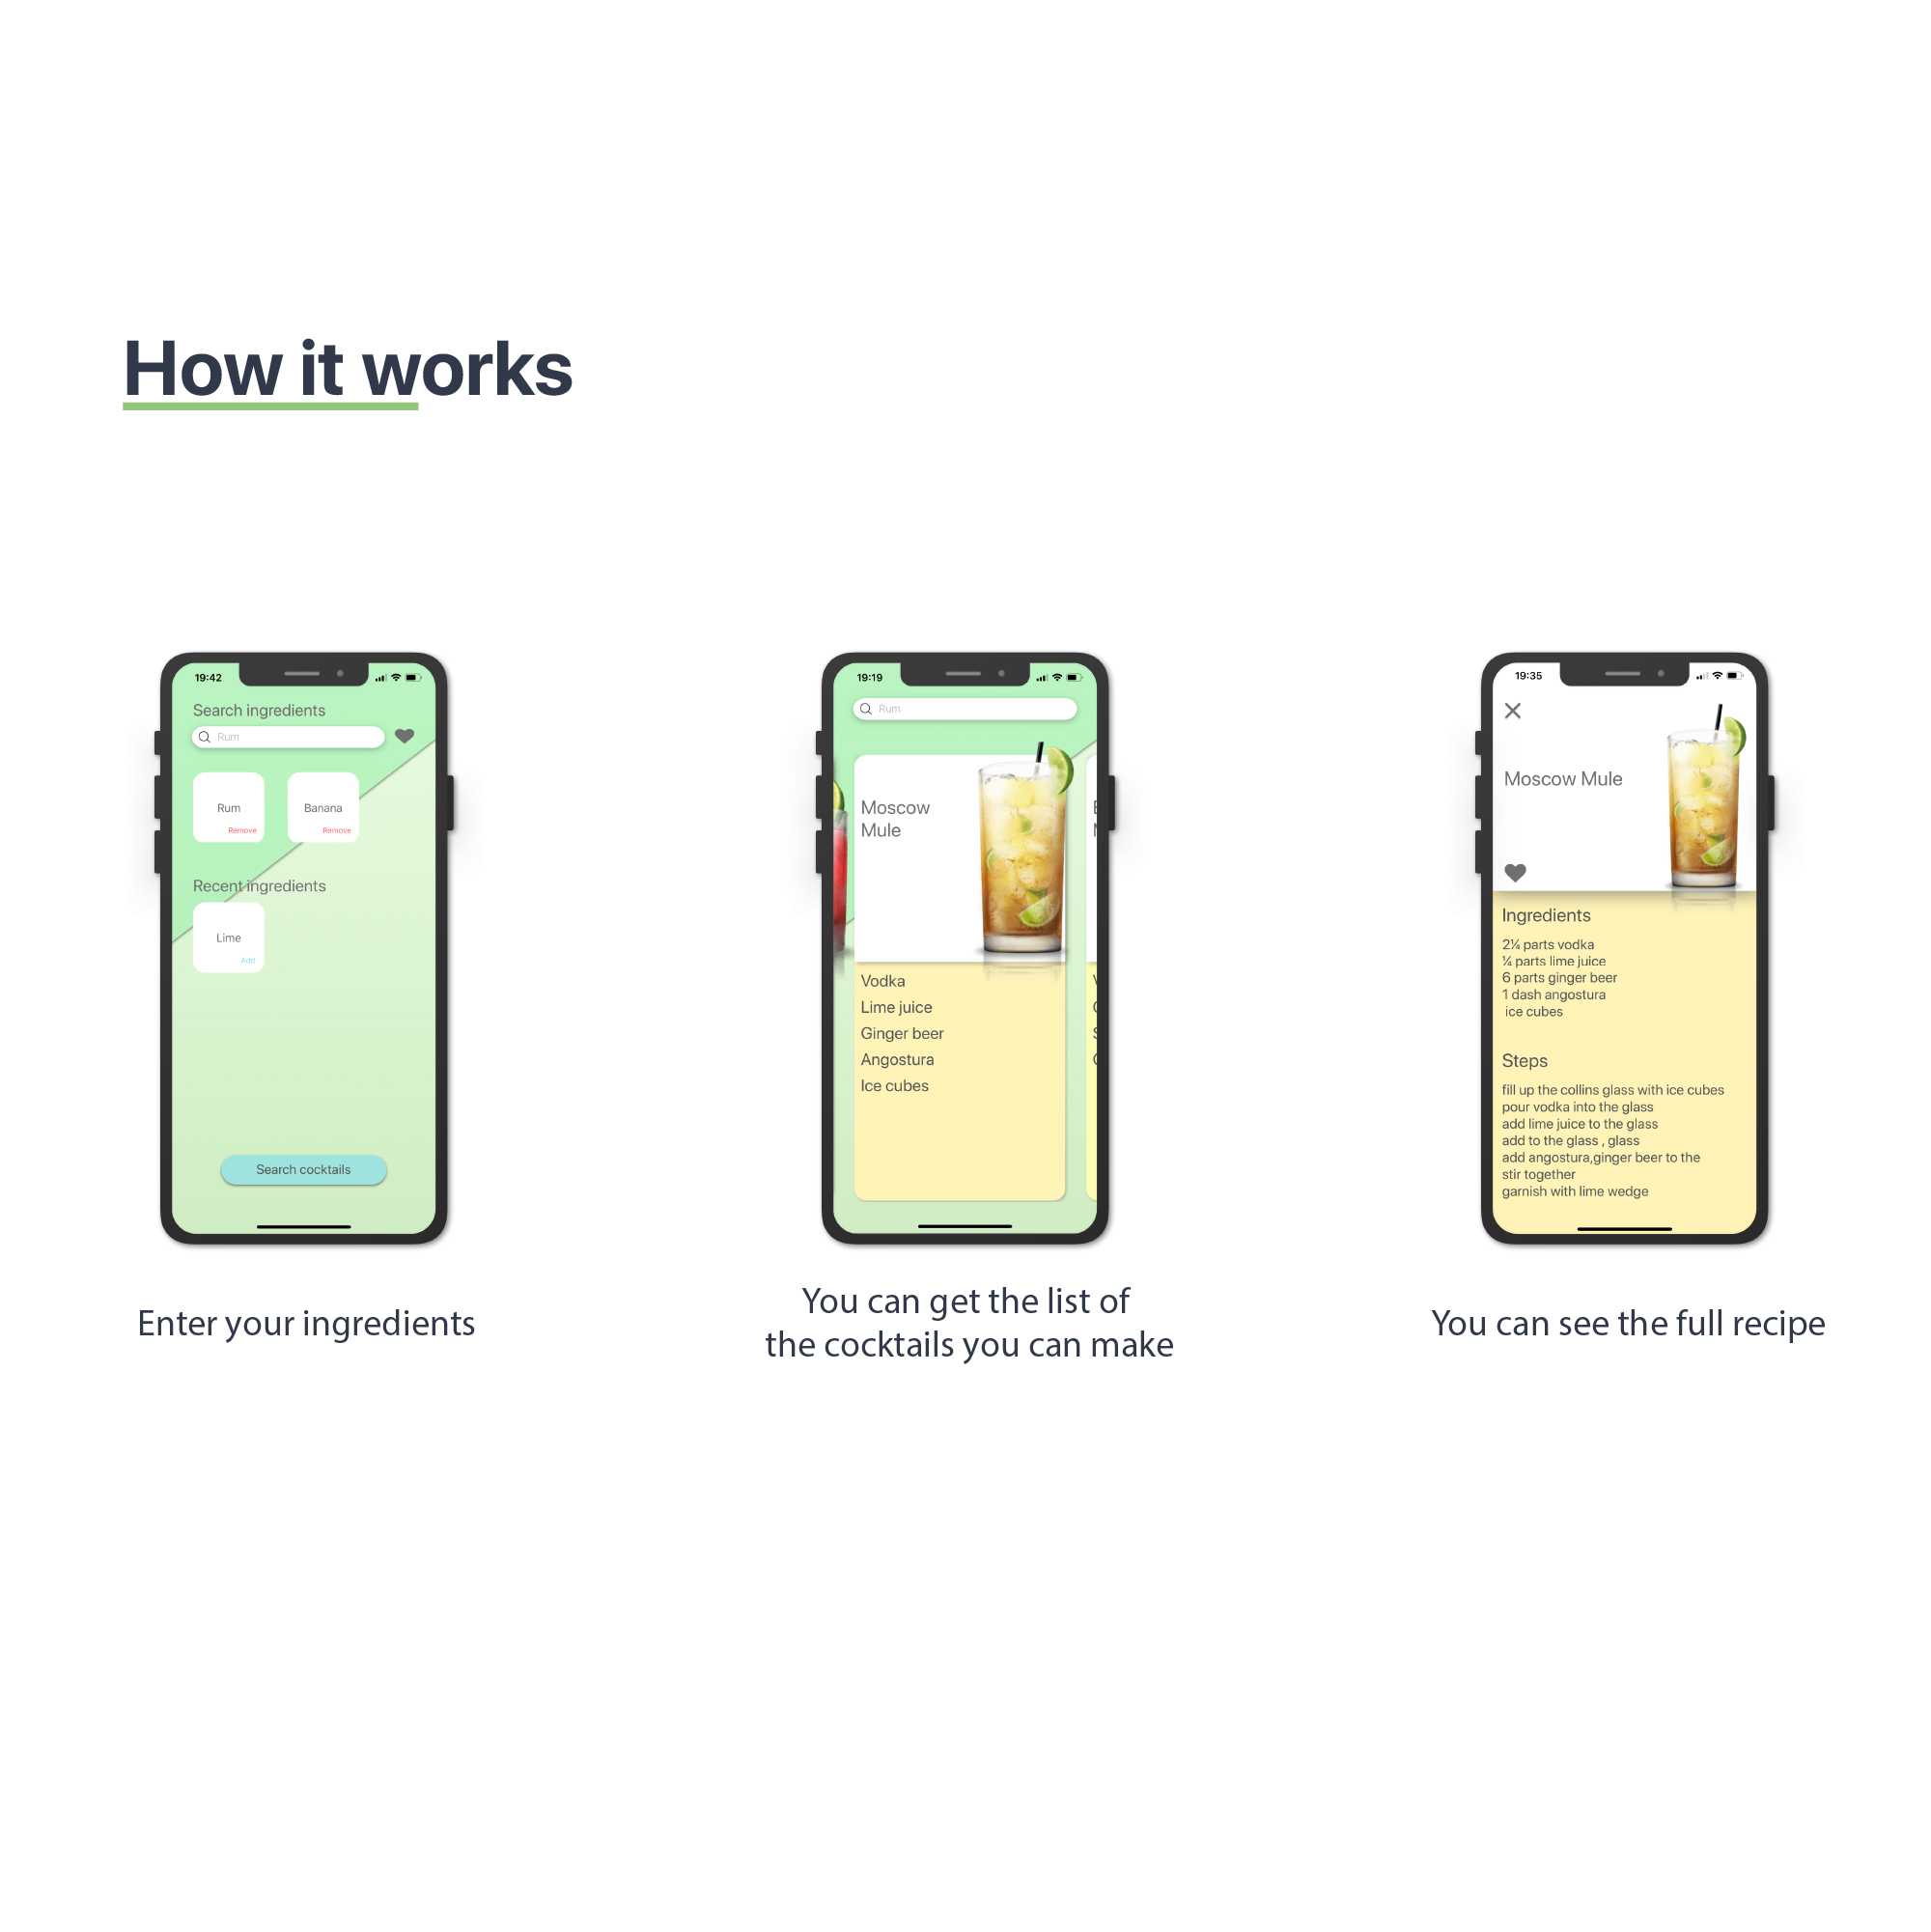 How it works
19:42
Search ingredients
Rum
Rum
Remove
Banana
Remove
Recent ingredients
Lime
Add
Search cocktails
Enter your ingredients
19:19
Rum
Moscow
Mule
Vodka
Lime juice
Ginger beer
Angostura
Ice cubes
You can get the list of
the cocktails you can make
19:35
Moscow Mule
Ingredients
2¼ parts vodka
¼ parts lime juice
6 parts ginger beer
1 dash angostura
ice cubes
Steps
fill up the collins glass with ice cubes
pour vodka into the glass
add lime juice to the glass
add to the glass , glass
add angostura,ginger beer to the
stir together
garnish with lime wedge
You can see the full recipe